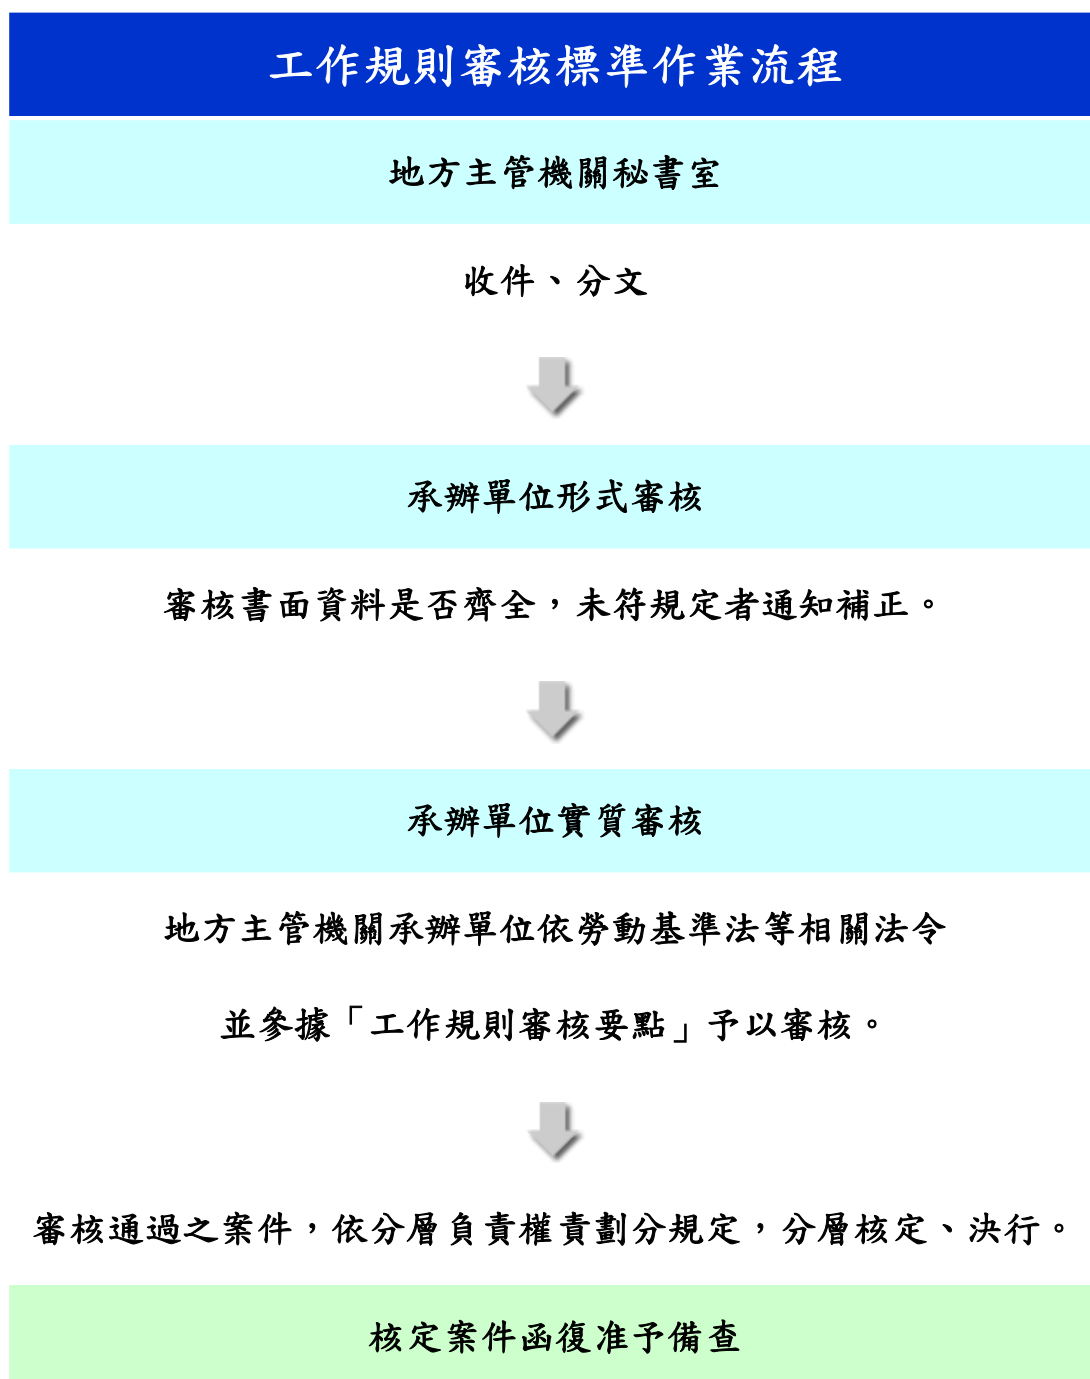 工作規則審核標準作業流程
地方主管機關秘書室
收件、分文
承辦單位形式審核
審核書面資料是否齊全，未符規定者通知補正。
承辦單位實質審核
地方主管機關承辦單位依勞動基準法等相關法令
並參據「工作規則審核要點」予以審核。
審核通過之案件，依分層負責權責劃分規定，分層核定、決行。
核定案件函復准予備查